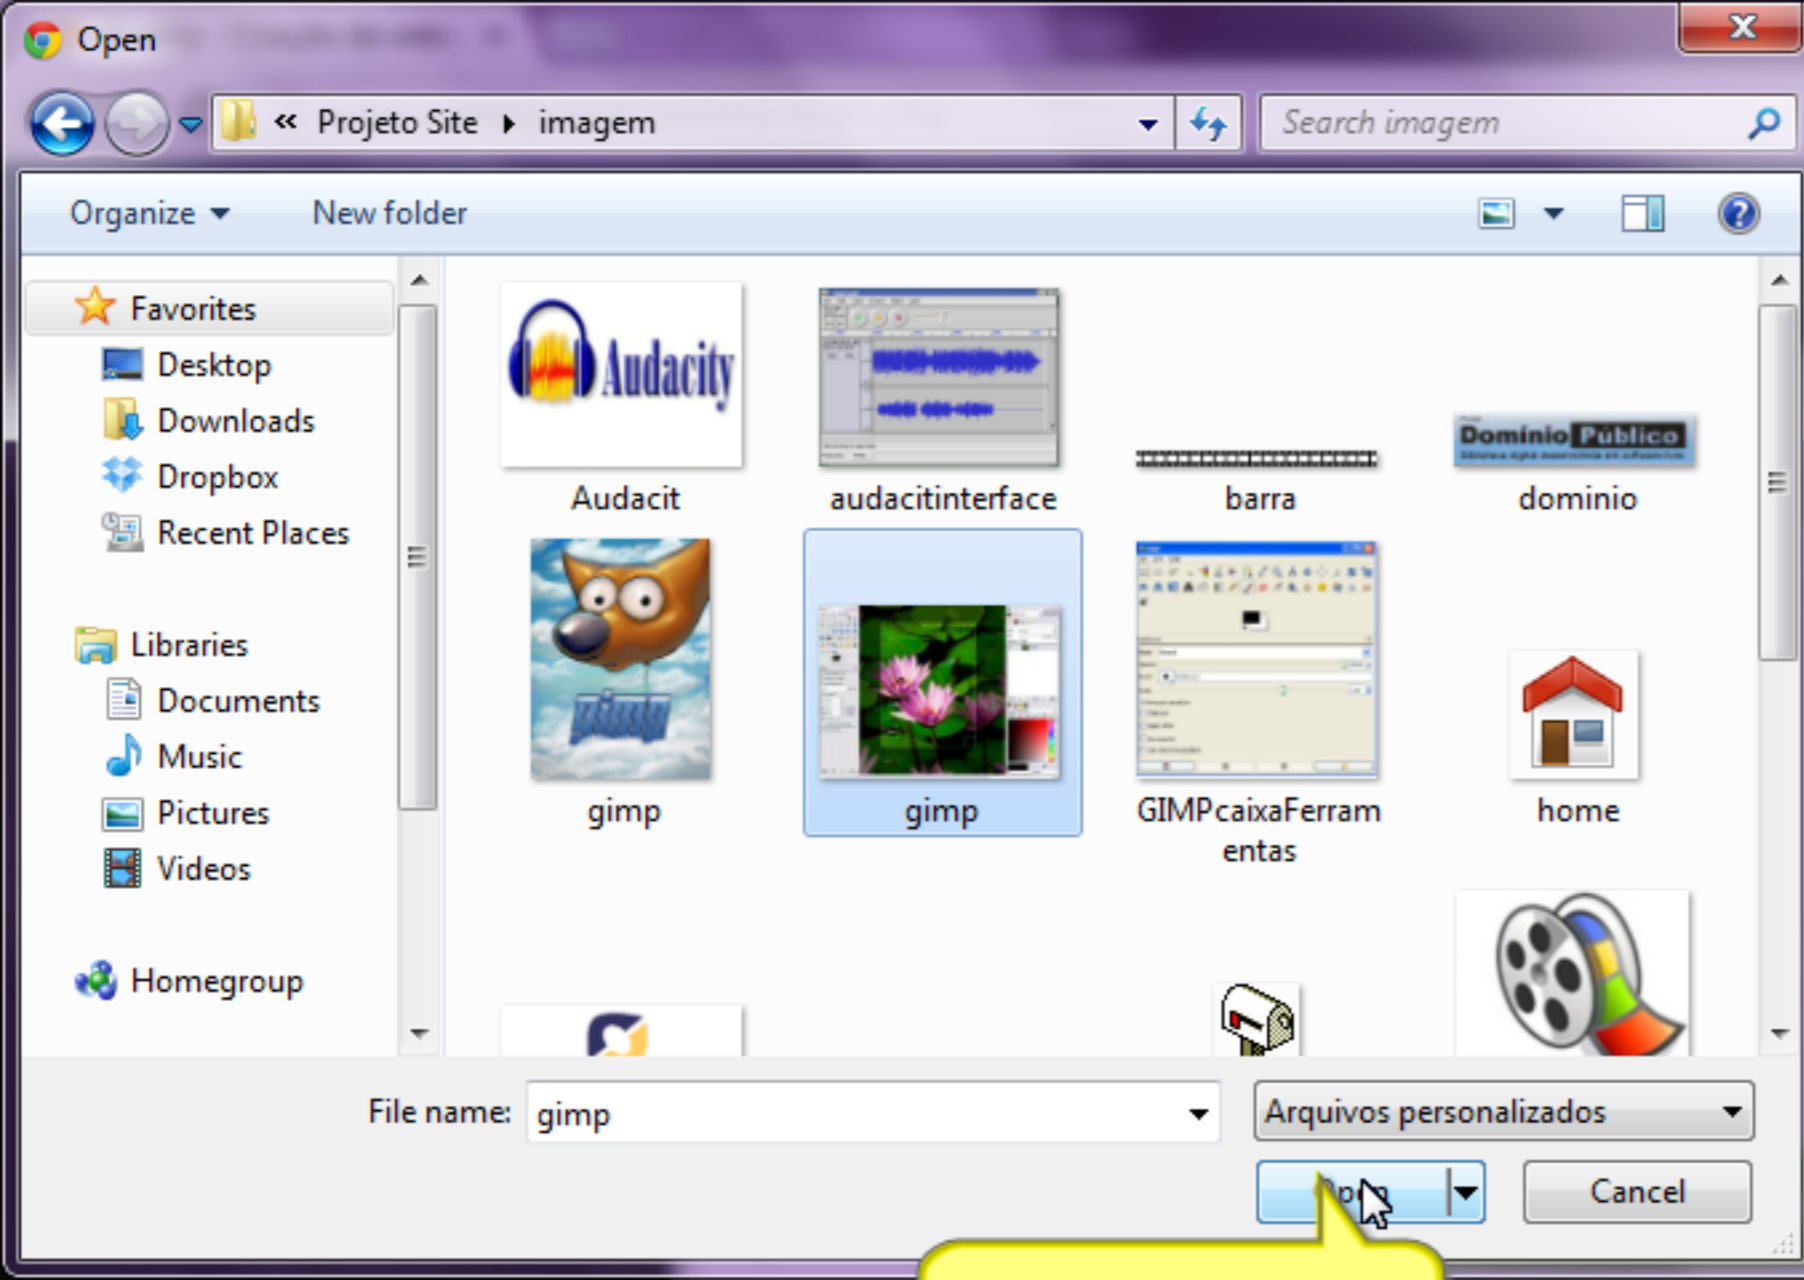 Open
« Projeto Site ▸ imagem
Search imagem
Organize
New folder
Favorites
Desktop
Downloads
Dropbox
Recent Places
Libraries
Documents
Music
Pictures
Videos
Homegroup
Audacity
Domínio Público
Audacit
audacitinterface
barra
dominio
gimp
gimp
GIMPcaixaFerram
entas
home
File name:
gimp
Arquivos personalizados
Open
Cancel